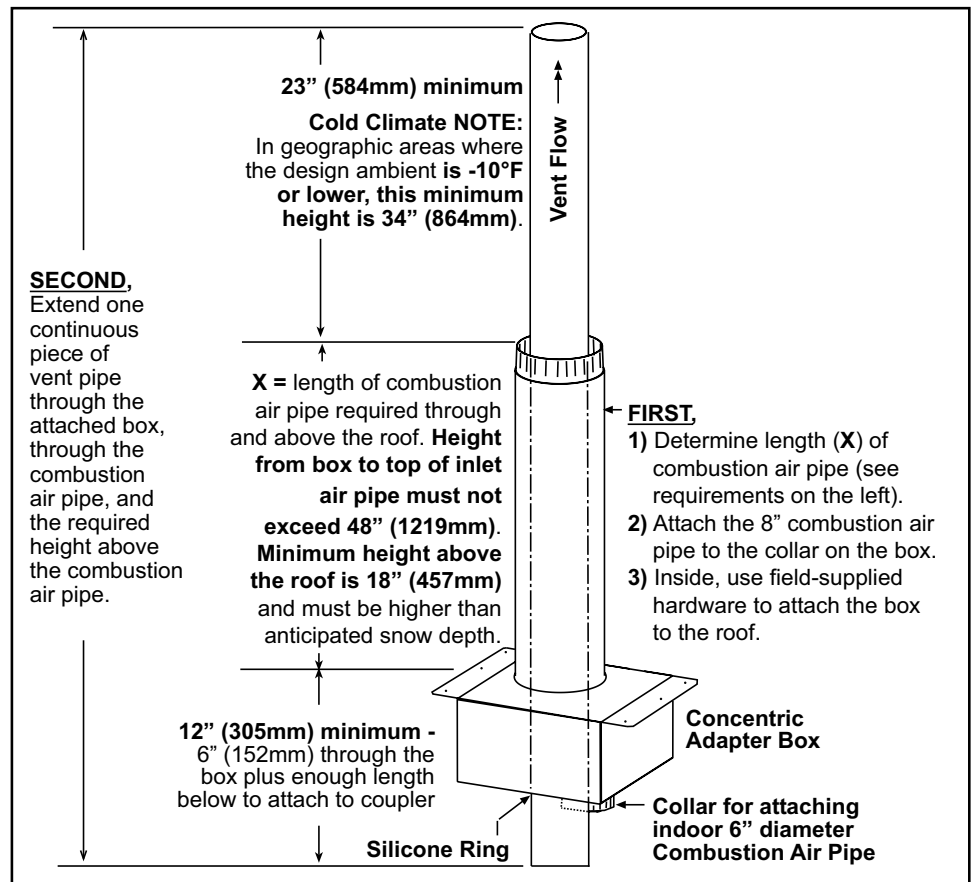 23” (584mm) minimum
Cold Climate NOTE:
In geographic areas where
the design ambient is -10°F
or lower, this minimum
height is 34” (864mm).
Vent Flow
SECOND,
Extend one
continuous
piece of
vent pipe
through the
attached box,
through the
combustion
air pipe, and
the required
height above
the combustion
air pipe.
X = length of combustion
air pipe required through
and above the roof. Height
from box to top of inlet
air pipe must not
exceed 48” (1219mm).
Minimum height above
the roof is 18” (457mm)
and must be higher than
anticipated snow depth.
FIRST,
1) Determine length (X) of
combustion air pipe (see
requirements on the left).
2) Attach the 8” combustion air
pipe to the collar on the box.
3) Inside, use field-supplied
hardware to attach the box
to the roof.
12” (305mm) minimum -
6” (152mm) through the
box plus enough length
below to attach to coupler
Concentric
Adapter Box
Silicone Ring
Collar for attaching
indoor 6” diameter
Combustion Air Pipe